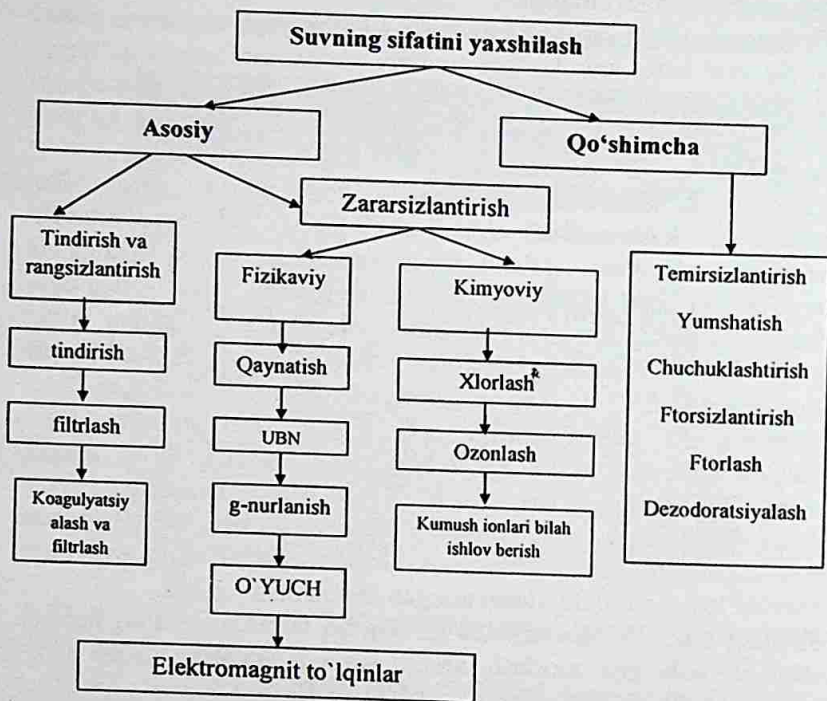 Suvning sifatini yaxshilash
Asosiy
Qo‘shimcha
Zararsizlantirish
Tindirish va
rangsizlantirish
tindirish
filtrlash
Koagulyatsiy
alash va
filtrlash
Fizikaviy
Qaynatish
UBN
g-nurlanish
O`YUCH
Elektromagnit to`lqinlar
Kimyoviy
Xlorlash
Ozonlash
Kumush ionlari bilah
ishlov berish
Temirsizlantirish
Yumshatish
Chuchuklashtirish
Ftorsizlantirish
Ftorlash
Dezodoratsiyalash